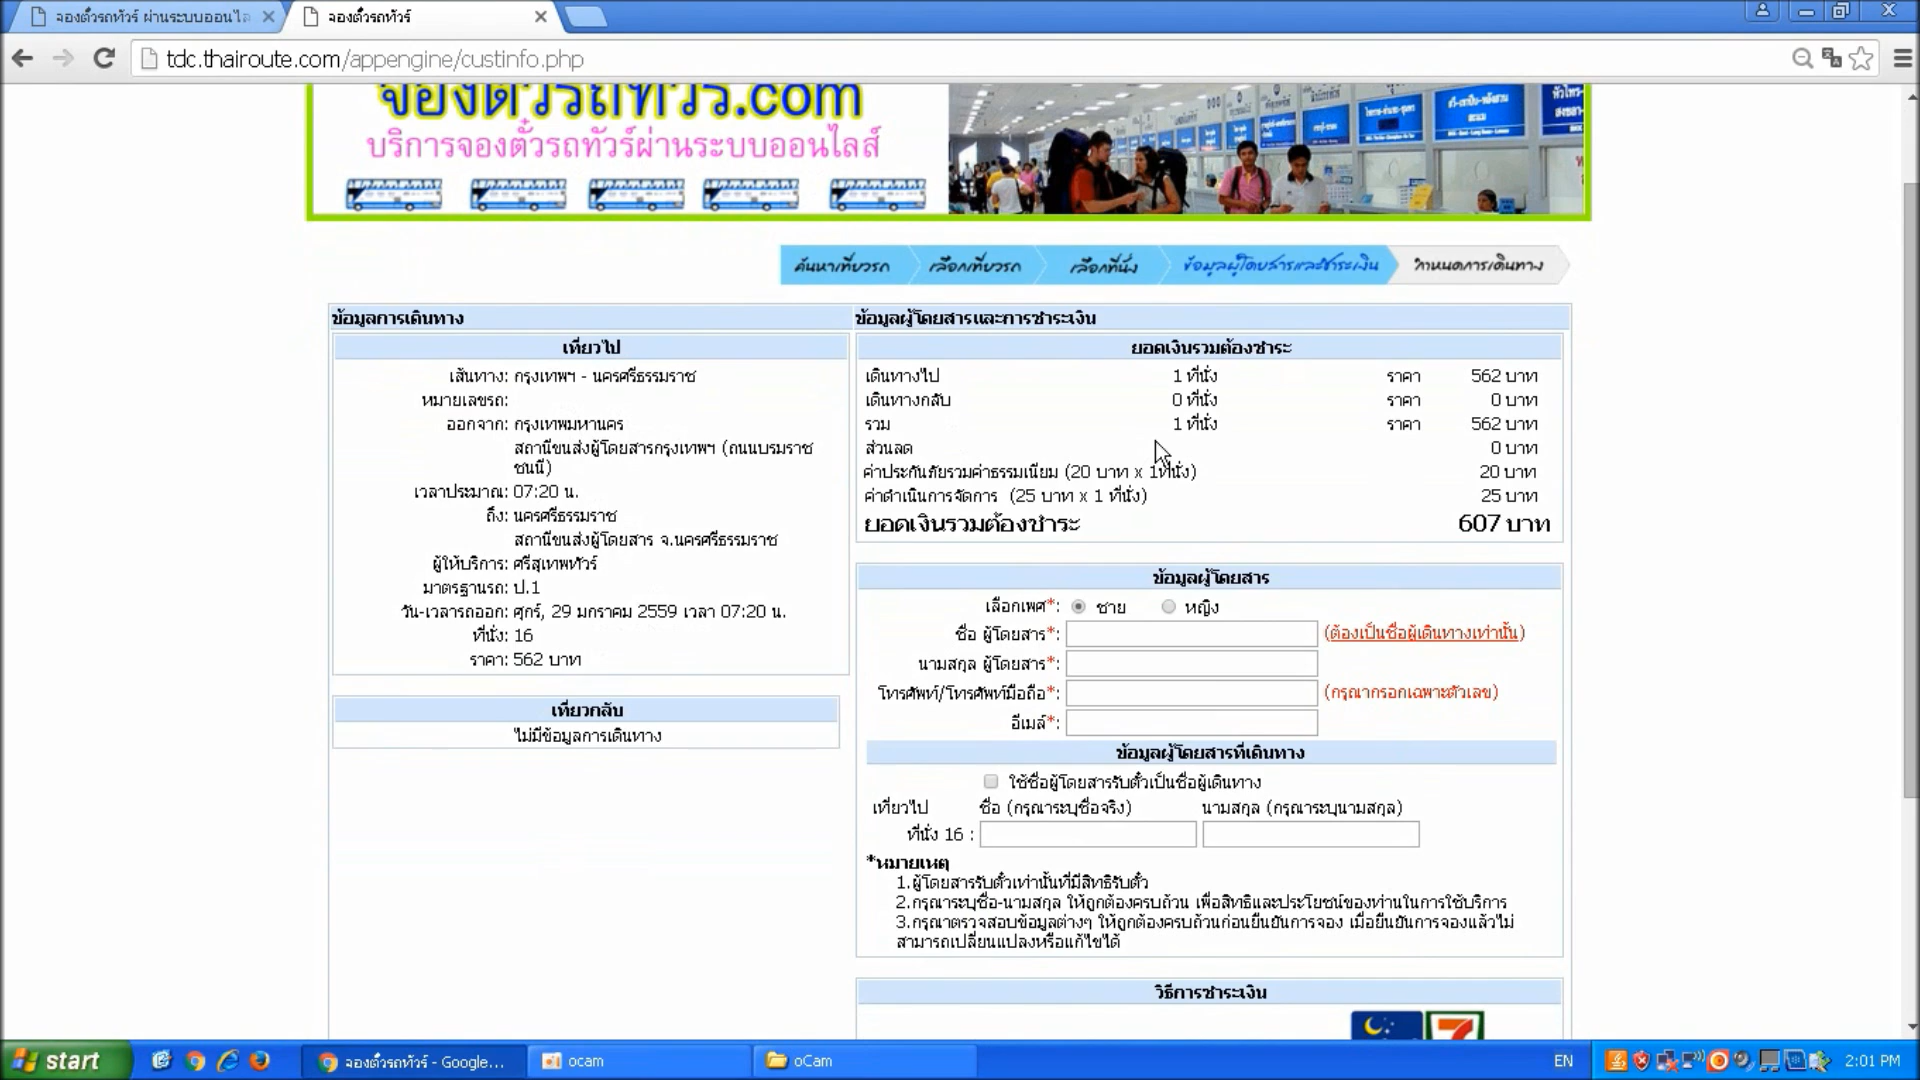 จองตั๋วรถทัวร์ ผ่านระบบออนไล
จองตั๋วรถทัวร์
tdc.thairoute.com/appengine/custinfo.php
จองตั๋วรถทัวร์.com
บริการจองตั๋วรถทัวร์ผ่านระบบออนไลส์
ค้นหาเที่ยวรถ
เลือกเที่ยวรถ
เลือกที่นั่ง
ข้อมูลผู้โดยสารและชำระเงิน
กำหนดการเดินทาง
ข้อมูลการเดินทาง
เที่ยวไป
เส้นทาง: กรุงเทพฯ - นครศรีธรรมราช
หมายเลขรถ:
ออกจาก: กรุงเทพมหานคร
สถานีขนส่งผู้โดยสารกรุงเทพฯ (ถนนบรมราช
ชนนี)
เวลาประมาณ: 07:20 น.
ถึง: นครศรีธรรมราช
สถานีขนส่งผู้โดยสาร จ.นครศรีธรรมราช
ผู้ให้บริการ: ศรีสุเทพทัวร์
มาตรฐานรถ: ป.1
วัน-เวลารถออก: ศุกร์, 29 มกราคม 2559 เวลา 07:20 น.
ที่นั่ง: 16
ราคา: 562 บาท
เที่ยวกลับ
ไม่มีข้อมูลการเดินทาง
ข้อมูลผู้โดยสารและการชำระเงิน
ยอดเงินรวมต้องชำระ
เดินทางไป 1 ที่นั่ง ราคา 562 บาท
เดินทางกลับ 0 ที่นั่ง ราคา 0 บาท
รวม 1 ที่นั่ง ราคา 562 บาท
ส่วนลด 0 บาท
ค่าประกันภัยรวมค่าธรรมเนียม (20 บาท x 1ที่นั่ง) 20 บาท
ค่าดำเนินการจัดการ (25 บาท x 1 ที่นั่ง) 25 บาท
ยอดเงินรวมต้องชำระ 607 บาท
ข้อมูลผู้โดยสาร
เลือกเพศ*: ชาย หญิง
ชื่อ ผู้โดยสาร*: (ต้องเป็นชื่อผู้เดินทางเท่านั้น)
นามสกุล ผู้โดยสาร*:
โทรศัพท์/โทรศัพท์มือถือ*: (กรุณากรอกเฉพาะตัวเลข)
อีเมล์*:
ข้อมูลผู้โดยสารที่เดินทาง
ใช้ชื่อผู้โดยสารรับตั๋วเป็นชื่อผู้เดินทาง
เที่ยวไป ชื่อ (กรุณาระบุชื่อจริง) นามสกุล (กรุณาระบุนามสกุล)
ที่นั่ง 16 :
*หมายเหตุ
1.ผู้โดยสารรับตั๋วเท่านั้นที่มีสิทธิรับตั๋ว
2.กรุณาระบุชื่อ-นามสกุล ให้ถูกต้องครบถ้วน เพื่อสิทธิและประโยชน์ของท่านในการใช้บริการ
3.กรุณาตรวจสอบข้อมูลต่างๆ ให้ถูกต้องครบถ้วนก่อนยืนยันการจอง เมื่อยืนยันการจองแล้วไม่
สามารถเปลี่ยนแปลงหรือแก้ไขได้
วิธีการชำระเงิน
start
จองตั๋วรถทัวร์ - Google...
ocam
oCam
EN
2:01 PM